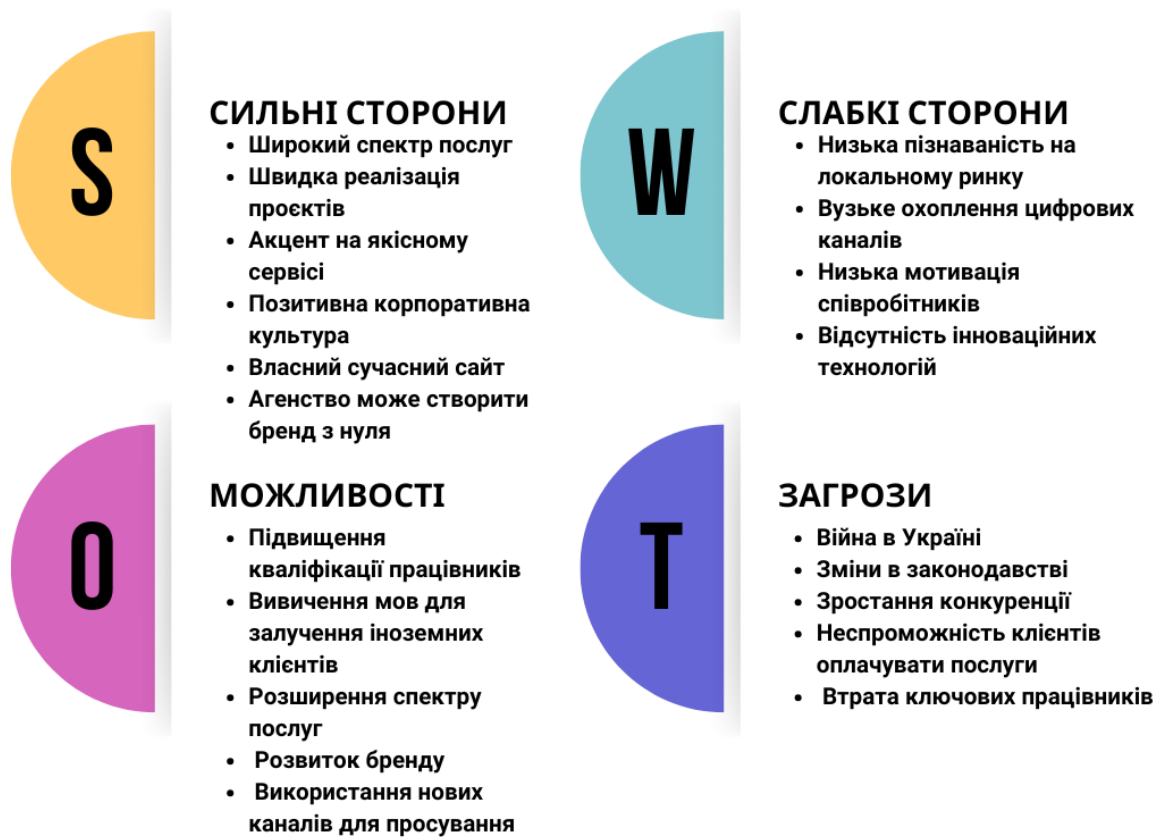 S
СИЛЬНІ СТОРОНИ
• Широкий спектр послуг
• Швидка реалізація
проєктів
• Акцент на якісному
сервісі
• Позитивна корпоративна
культура
• Власний сучасний сайт
• Агенство може створити
бренд з нуля
W
СЛАБКІ СТОРОНИ
• Низька пізнаваність на
локальному ринку
• Вузьке охоплення цифрових
каналів
• Низька мотивація
співробітників
• Відсутність інноваційних
технологій
O
МОЖЛИВОСТІ
• Підвищення
кваліфікації працівників
• Вивичення мов для
залучення іноземних
клієнтів
• Розширення спектру
послуг
• Розвиток бренду
• Використання нових
каналів для просування
T
ЗАГРОЗИ
• Війна в Україні
• Зміни в законодавстві
• Зростання конкуренції
• Неспроможність клієнтів
оплачувати послуги
• Втрата ключових працівників